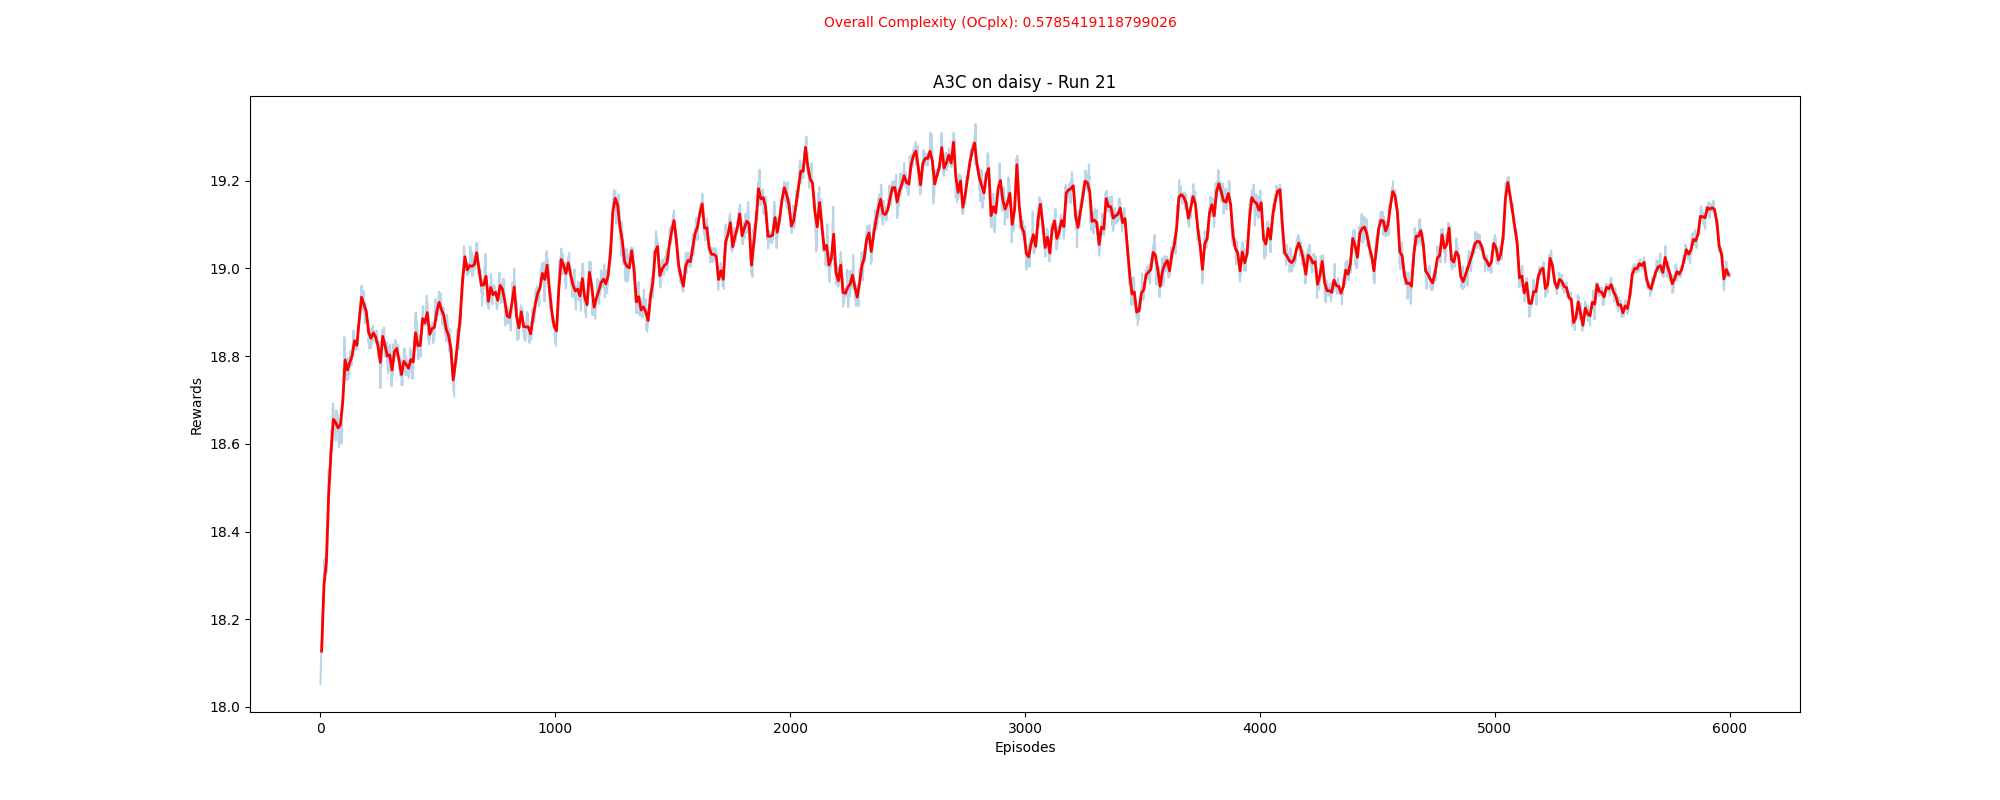 Overall Complexity (OCplx): 0.5785419118799026
A3C on daisy - Run 21
Rewards
19.2
19.0
18.8
18.6
18.4
18.2
18.0
0 1000 2000 3000 4000 5000 6000
Episodes